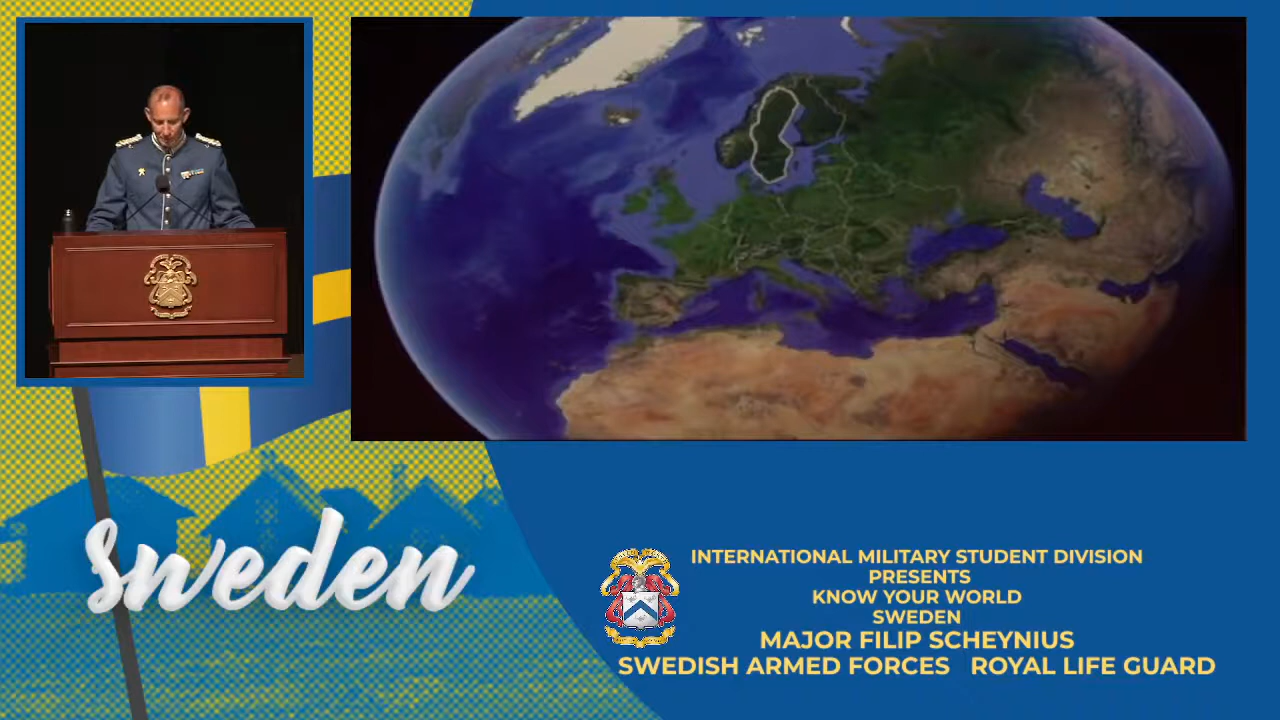 Sweden
INTERNATIONAL MILITARY STUDENT DIVISION
PRESENTS
KNOW YOUR WORLD
SWEDEN
MAJOR FILIP SCHEYNIUS
SWEDISH ARMED FORCES ROYAL LIFE GUARD